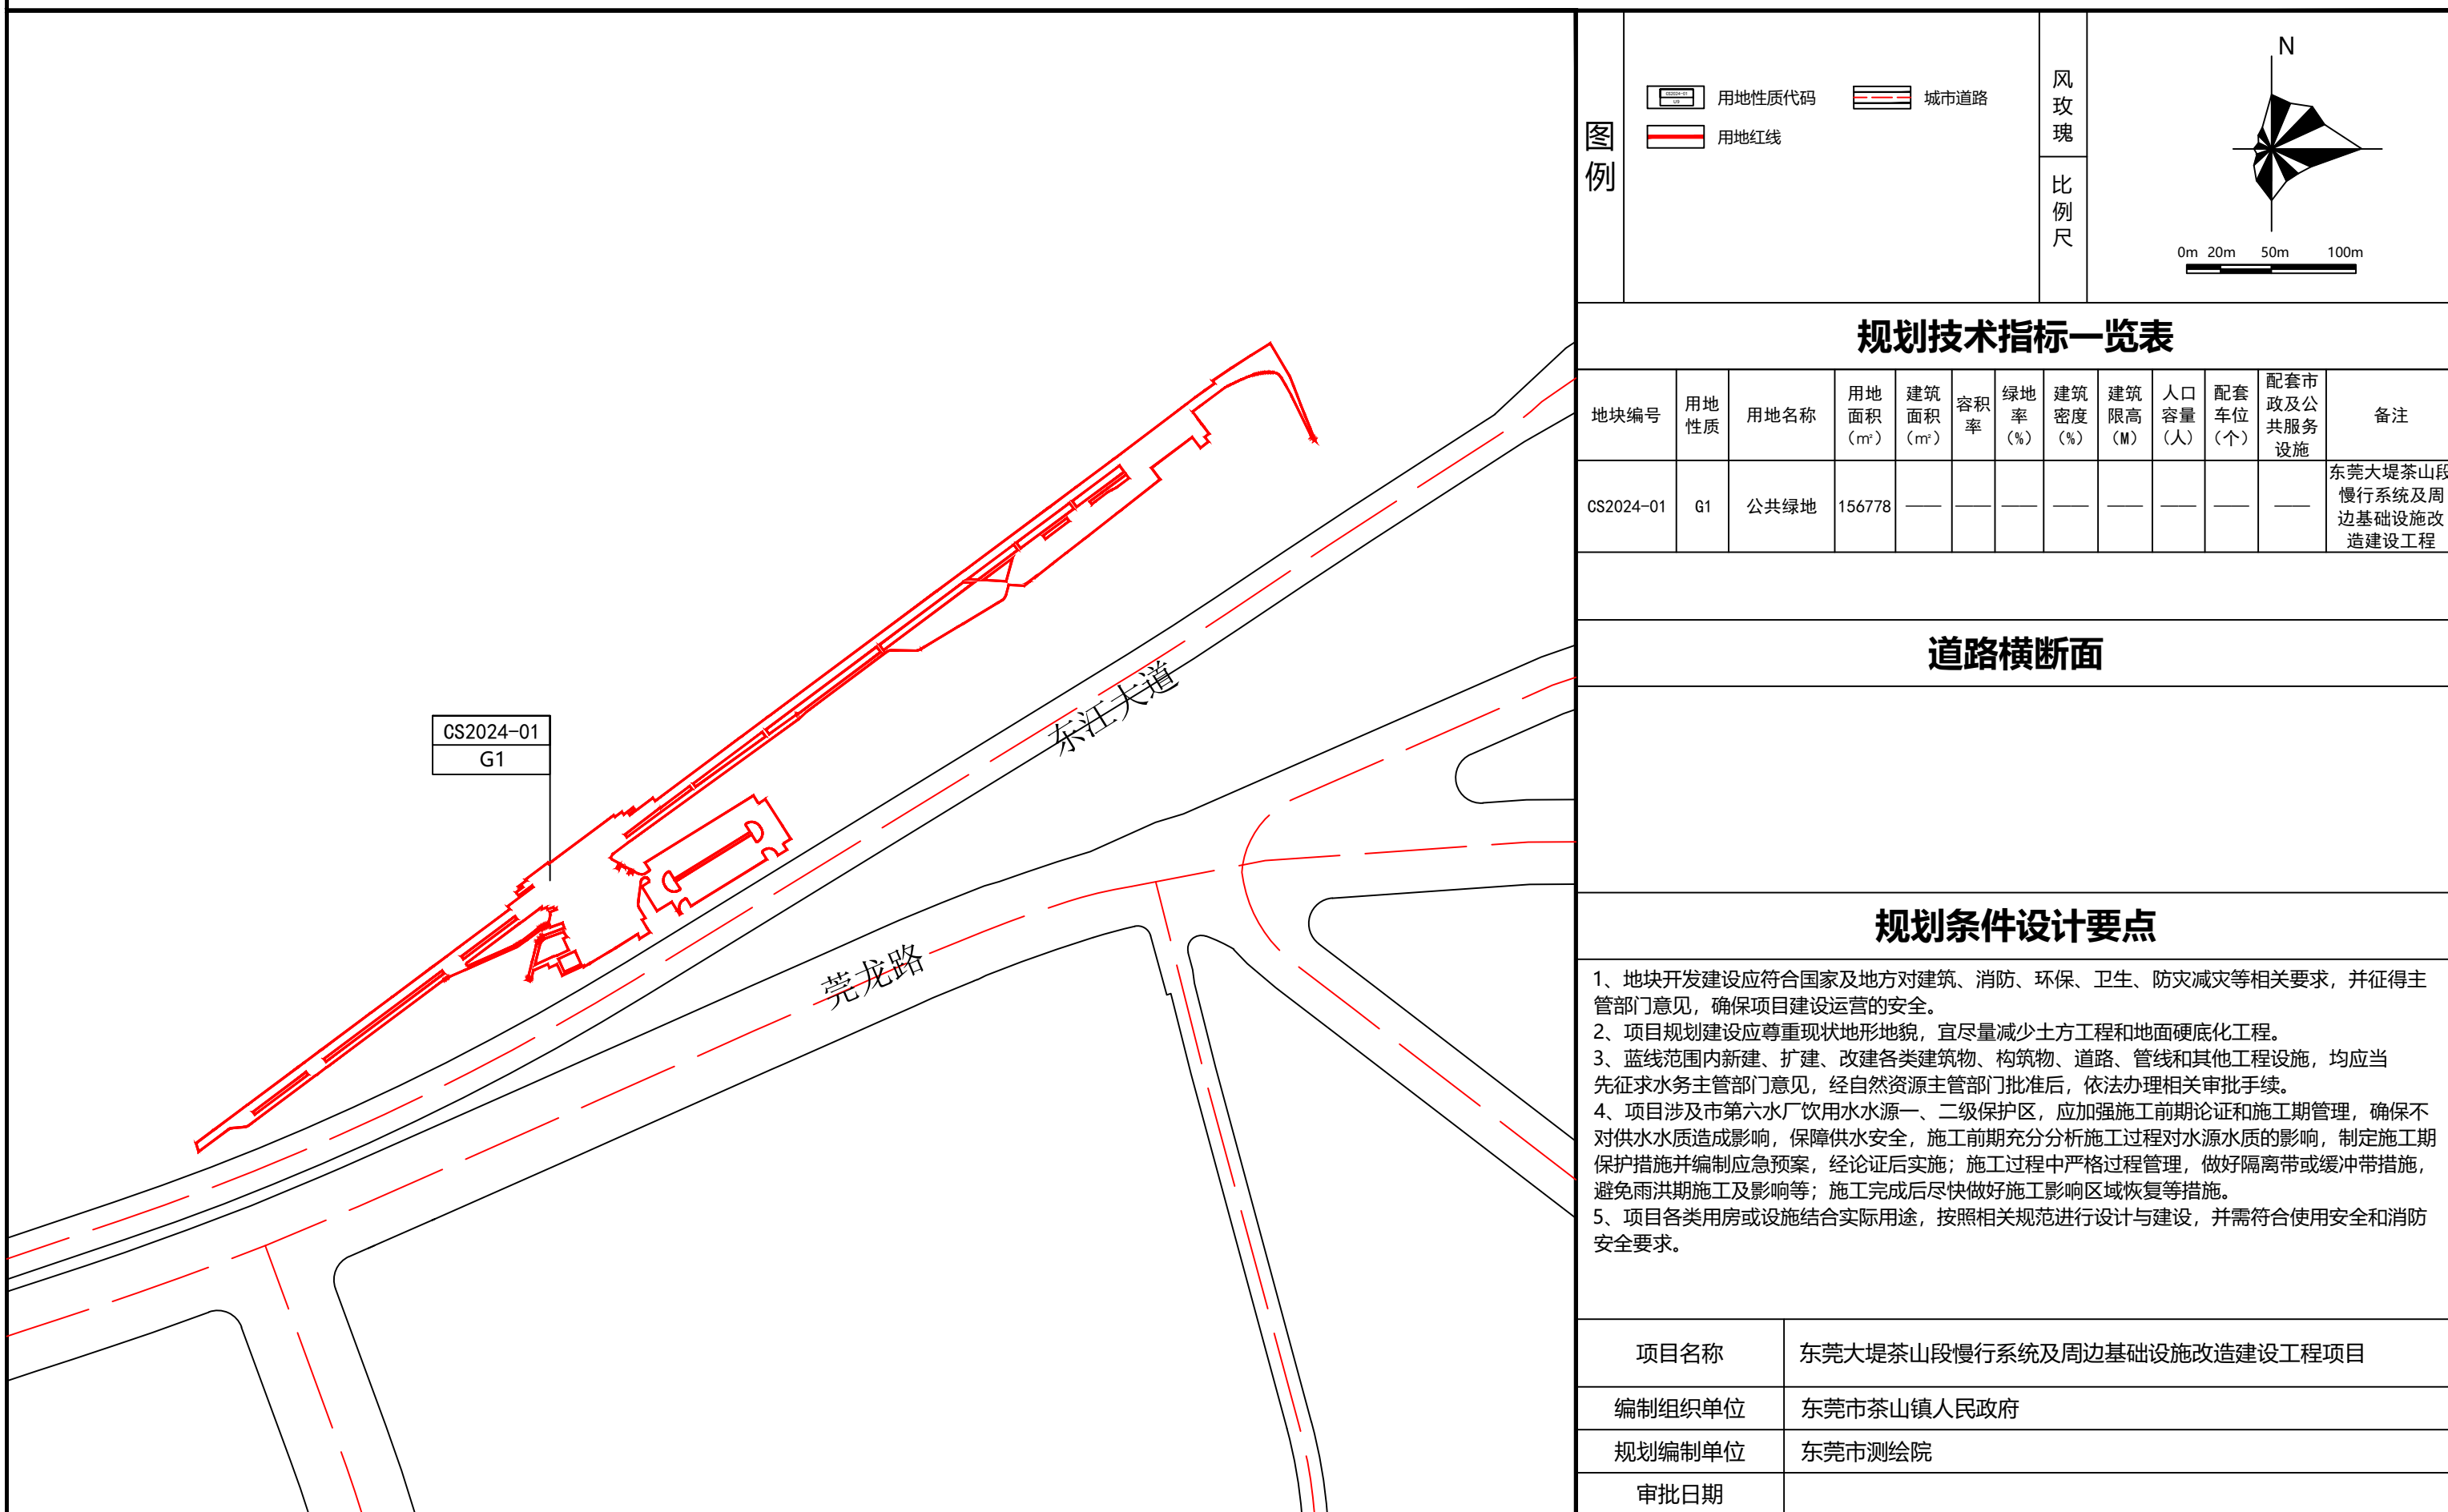 图例
CS2024-01
用地性质代码
城市道路
用地红线
风玫瑰
N
比例尺
0m 20m 50m 100m
规划技术指标一览表
地块编号 用地性质 用地名称 用地面积(㎡) 建筑面积(㎡) 容积率 绿地率(%) 建筑密度(%) 建筑限高(M) 人口容量(人) 配套车位(个) 配套市政及公共服务设施 备注
CS2024-01 G1 公共绿地 156778 —— —— —— —— —— —— —— —— 东莞大堤茶山段慢行系统及周边基础设施改造建设工程
道路横断面
规划条件设计要点
1、地块开发建设应符合国家及地方对建筑、消防、环保、卫生、防灾减灾等相关要求，并征得主
管部门意见，确保项目建设运营的安全。
2、项目规划建设应尊重现状地形地貌，宜尽量减少土方工程和地面硬底化工程。
3、蓝线范围内新建、扩建、改建各类建筑物、构筑物、道路、管线和其他工程设施，均应当
先征求水务主管部门意见，经自然资源主管部门批准后，依法办理相关审批手续。
4、项目涉及市第六水厂饮用水水源一、二级保护区，应加强施工前期论证和施工期管理，确保不
对供水水质造成影响，保障供水安全，施工前期充分分析施工过程对水源水质的影响，制定施工期
保护措施并编制应急预案，经论证后实施；施工过程中严格过程管理，做好隔离带或缓冲带措施，
避免雨洪期施工及影响等；施工完成后尽快做好施工影响区域恢复等措施。
5、项目各类用房或设施结合实际用途，按照相关规范进行设计与建设，并需符合使用安全和消防
安全要求。
项目名称 东莞大堤茶山段慢行系统及周边基础设施改造建设工程项目
编制组织单位 东莞市茶山镇人民政府
规划编制单位 东莞市测绘院
审批日期
CS2024-01
G1
东江大道
莞龙路